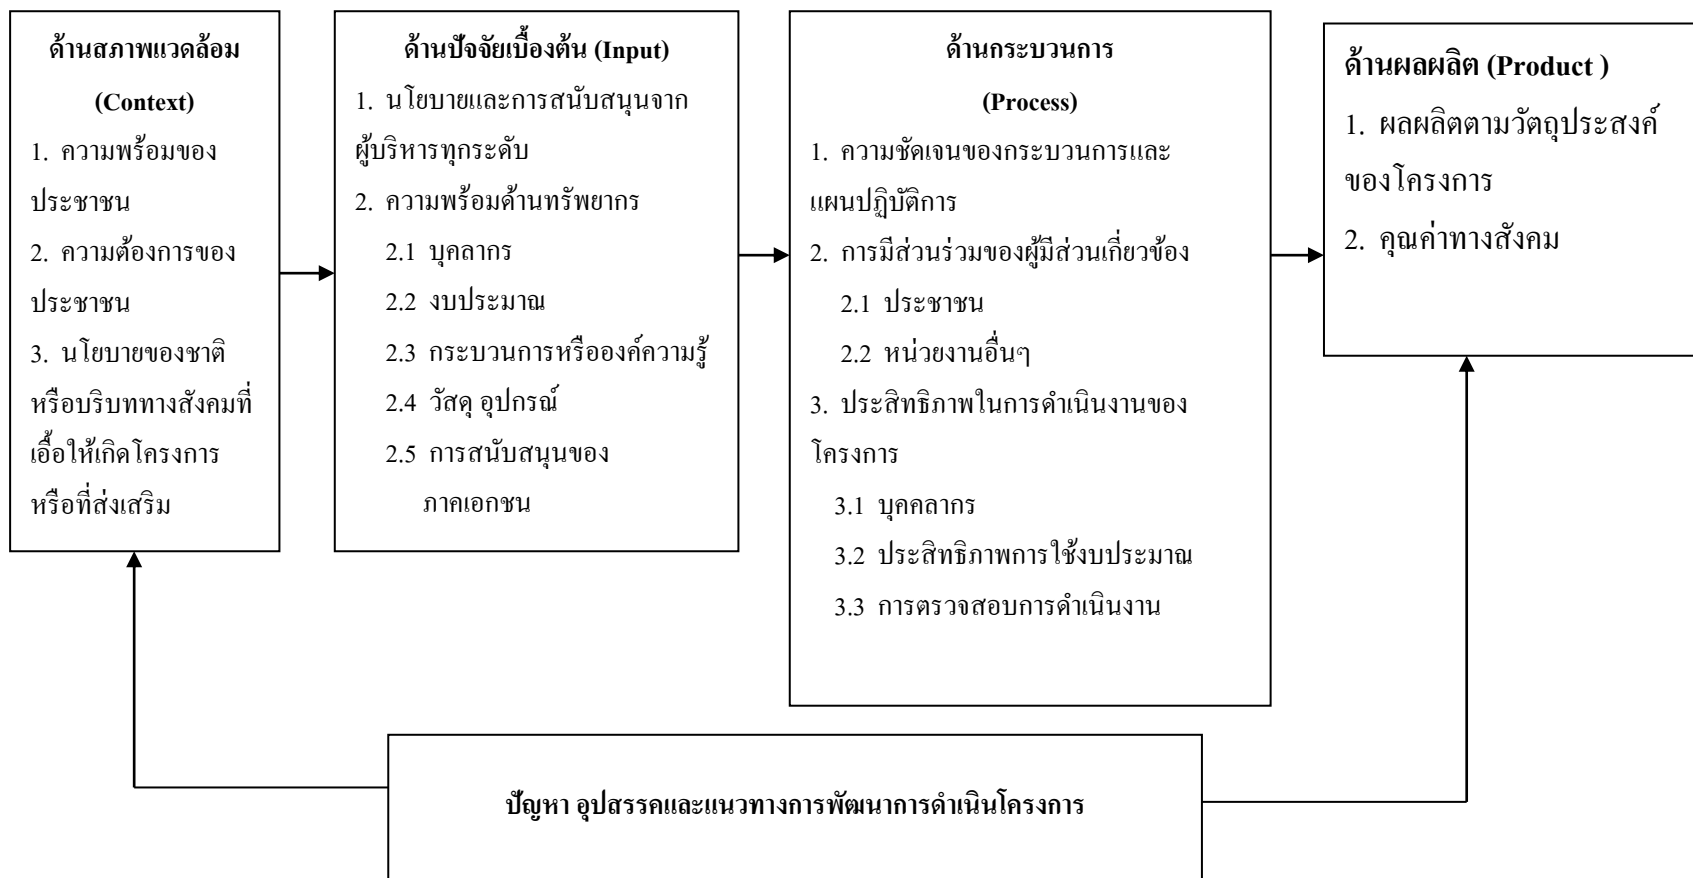 ด้านสภาพแวดล้อม
(Context)
1. ความพร้อมของ
ประชาชน
2. ความต้องการของ
ประชาชน
3. นโยบายของชาติ
หรือบริบททางสังคมที่
เอื้อให้เกิดโครงการ
หรือที่ส่งเสริม
ด้านปัจจัยเบื้องต้น (Input)
1. นโยบายและการสนับสนุนจาก
ผู้บริหารทุกระดับ
2. ความพร้อมด้านทรัพยากร
2.1 บุคลากร
2.2 งบประมาณ
2.3 กระบวนการหรือองค์ความรู้
2.4 วัสดุ อุปกรณ์
2.5 การสนับสนุนของ
ภาคเอกชน
ด้านกระบวนการ
(Process)
1. ความชัดเจนของกระบวนการและ
แผนปฏิบัติการ
2. การมีส่วนร่วมของผู้มีส่วนเกี่ยวข้อง
2.1 ประชาชน
2.2 หน่วยงานอื่นๆ
3. ประสิทธิภาพในการดำเนินงานของ
โครงการ
3.1 บุคคลากร
3.2 ประสิทธิภาพการใช้งบประมาณ
3.3 การตรวจสอบการดำเนินงาน
ด้านผลผลิต (Product )
1. ผลผลิตตามวัตถุประสงค์
ของโครงการ
2. คุณค่าทางสังคม
ปัญหา อุปสรรคและแนวทางการพัฒนาการดำเนินโครงการ